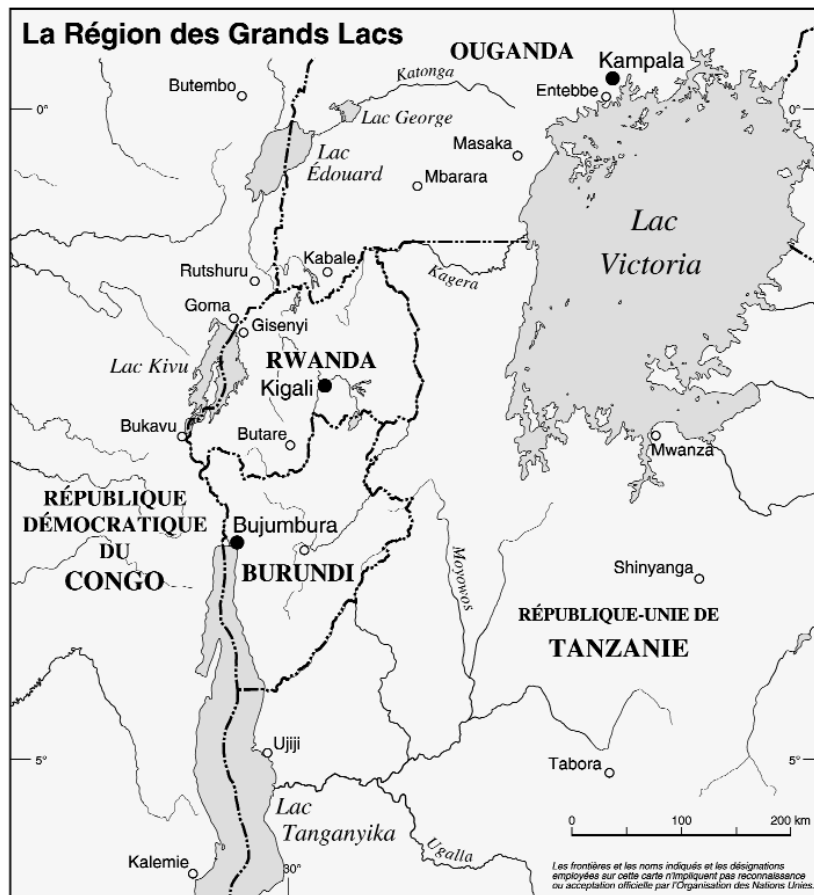 La Région des Grands Lacs
OUGANDA
Kampala
Katonga
Butembo
Entebbe
0°
0°
Lac George
Masaka
Lac
Édouard
Mbarara
Lac
Victoria
Kabale
Rutshuru
Kagera
Goma
Gisenyi
Lac Kivu
RWANDA
Kigali
Bukavu
Butare
Mwanza
RÉPUBLIQUE
DÉMOCRATIQUE
DU
CONGO
Bujumbura
BURUNDI
Moyowos
Shinyanga
RÉPUBLIQUE-UNIE DE
TANZANIE
Ujiji
5°
5°
Tabora
Lac
Tanganyika
0 100 200 km
Ugalla
Kalemie
30°
Les frontières et les noms indiqués et les désignations
employées sur cette carte n'impliquent pas reconnaissance
ou acceptation officielle par l'Organisation des Nations Unies.